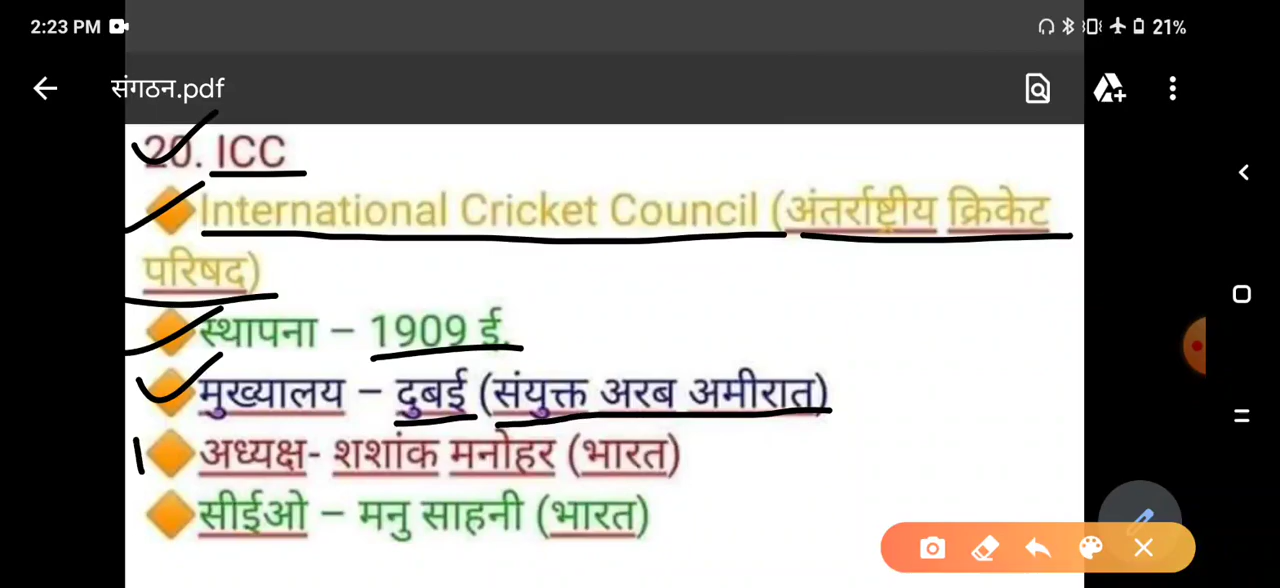 2:23 PM 21%
संगठन.pdf
20. ICC
International Cricket Council (अंतर्राष्ट्रीय क्रिकेट
परिषद)
स्थापना – 1909 ई.
मुख्यालय – दुबई (संयुक्त अरब अमीरात)
अध्यक्ष- शशांक मनोहर (भारत)
सीईओ – मनु साहनी (भारत)